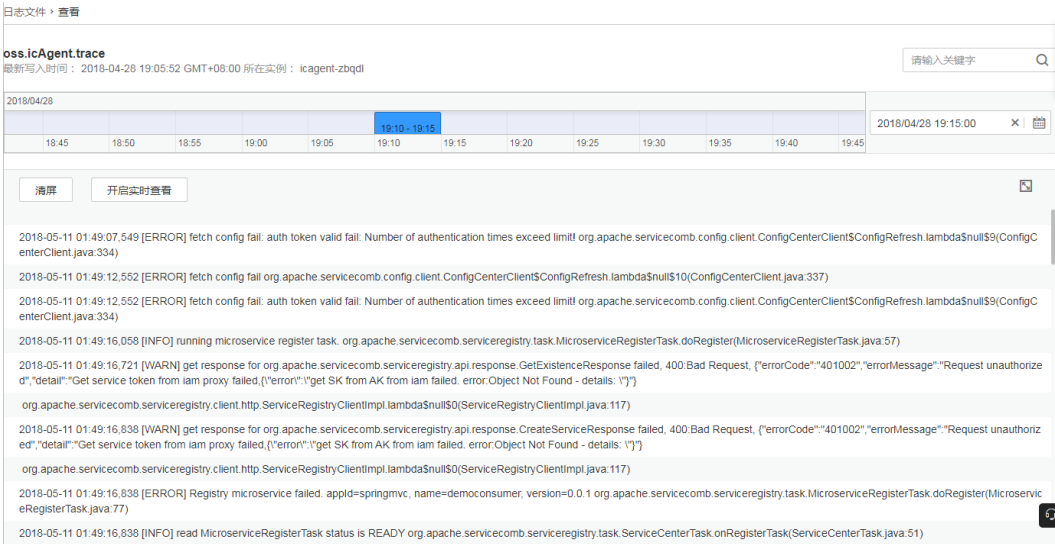 日志文件 › 查看
oss.icAgent.trace
最新写入时间： 2018-04-28 19:05:52 GMT+08:00 所在实例： icagent-zbqdl
请输入关键字
2018/04/28
19:10 - 19:15
2018/04/28 19:15:00
18:45 18:50 18:55 19:00 19:05 19:10 19:15 19:20 19:25 19:30 19:35 19:40 19:45
清屏 开启实时查看
2018-05-11 01:49:07,549 [ERROR] fetch config fail: auth token valid fail: Number of authentication times exceed limit! org.apache.servicecomb.config.client.ConfigCenterClient$ConfigRefresh.lambda$null$9(ConfigC
enterClient.java:334)
2018-05-11 01:49:12,552 [ERROR] fetch config fail org.apache.servicecomb.config.client.ConfigCenterClient$ConfigRefresh.lambda$null$10(ConfigCenterClient.java:337)
2018-05-11 01:49:12,552 [ERROR] fetch config fail: auth token valid fail: Number of authentication times exceed limit! org.apache.servicecomb.config.client.ConfigCenterClient$ConfigRefresh.lambda$null$9(ConfigC
enterClient.java:334)
2018-05-11 01:49:16,058 [INFO] running microservice register task. org.apache.servicecomb.serviceregistry.task.MicroserviceRegisterTask.doRegister(MicroserviceRegisterTask.java:57)
2018-05-11 01:49:16,721 [WARN] get response for org.apache.servicecomb.serviceregistry.api.response.GetExistenceResponse failed, 400:Bad Request, {"errorCode":"401002","errorMessage":"Request unauthorize
d","detail":"Get service token from iam proxy failed,{\"error\":\"get SK from AK from iam failed. error:Object Not Found - details: \"}"}
org.apache.servicecomb.serviceregistry.client.http.ServiceRegistryClientImpl.lambda$null$0(ServiceRegistryClientImpl.java:117)
2018-05-11 01:49:16,838 [WARN] get response for org.apache.servicecomb.serviceregistry.api.response.CreateServiceResponse failed, 400:Bad Request, {"errorCode":"401002","errorMessage":"Request unauthoriz
ed","detail":"Get service token from iam proxy failed,{\"error\":\"get SK from AK from iam failed. error:Object Not Found - details: \"}"}
org.apache.servicecomb.serviceregistry.client.http.ServiceRegistryClientImpl.lambda$null$0(ServiceRegistryClientImpl.java:117)
2018-05-11 01:49:16,838 [ERROR] Registry microservice failed. appId=springmvc, name=democonsumer, version=0.0.1 org.apache.servicecomb.serviceregistry.task.MicroserviceRegisterTask.doRegister(Microservic
eRegisterTask.java:77)
2018-05-11 01:49:16,838 [INFO] read MicroserviceRegisterTask status is READY org.apache.servicecomb.serviceregistry.task.ServiceCenterTask.onRegisterTask(ServiceCenterTask.java:51)